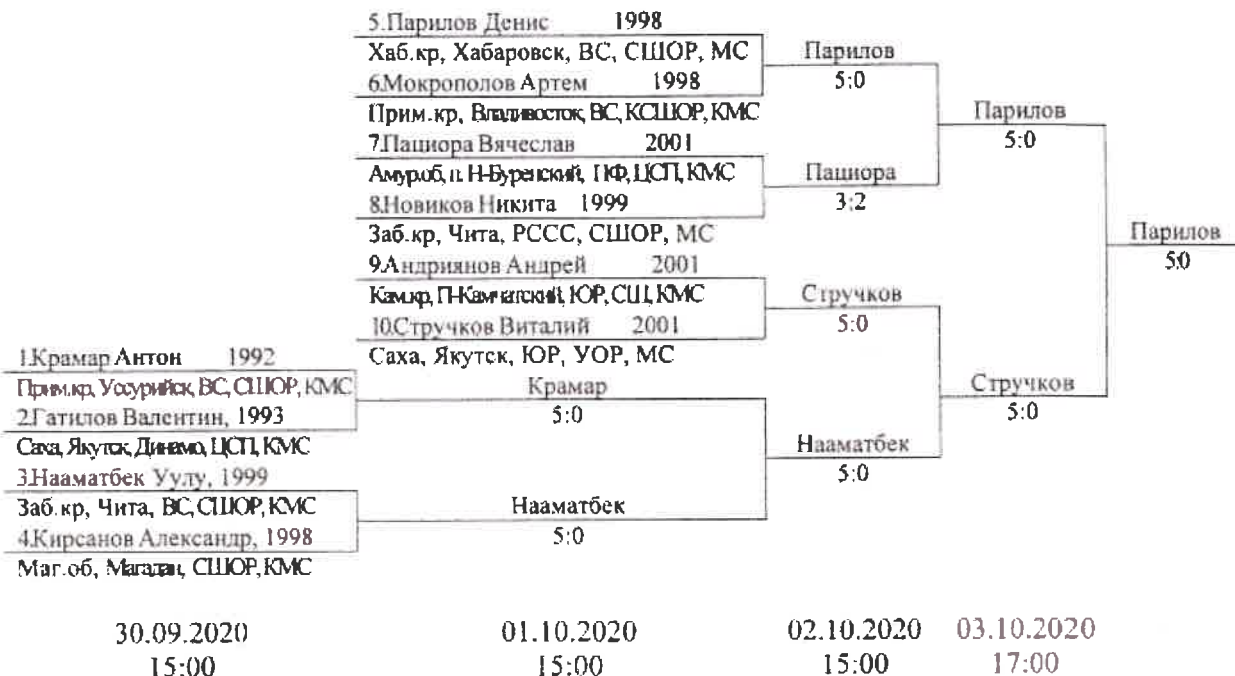 5.Парилов Денис 1998
Хаб.кр, Хабаровск, ВС, СШОР, МС
6.Мокрополов Артем 1998
Прим.кр, Владивосток, ВС, КСШОР, КМС
7.Пациора Вячеслав 2001
Амур.об, п. Н-Буренский, ПФ, ЦСП, КМС
8.Новиков Никита 1999
Заб.кр, Чита, РССС, СШОР, МС
9.Андриянов Андрей 2001
Кам.кр, П-Камчатский, ЮР, СШ, КМС
10.Стручков Виталий 2001
Саха, Якутск, ЮР, УОР, МС
1.Крамар Антон 1992
Прим.кр, Уссурийск, ВС, СШОР, КМС
2.Гатилов Валентин, 1993
Саха, Якутск, Динамо, ЦСП, КМС
3.Нааматбек Уулу, 1999
Заб.кр, Чита, ВС, СШОР, КМС
4.Кирсанов Александр, 1998
Маг.об, Магадан, СШОР, КМС
Крамар
5:0
Нааматбек
5:0
Парилов
5:0
Пациора
3:2
Стручков
5:0
Нааматбек
5:0
Парилов
5:0
Стручков
5:0
Парилов
5:0
30.09.2020 01.10.2020 02.10.2020 03.10.2020
15:00 15:00 15:00 17:00